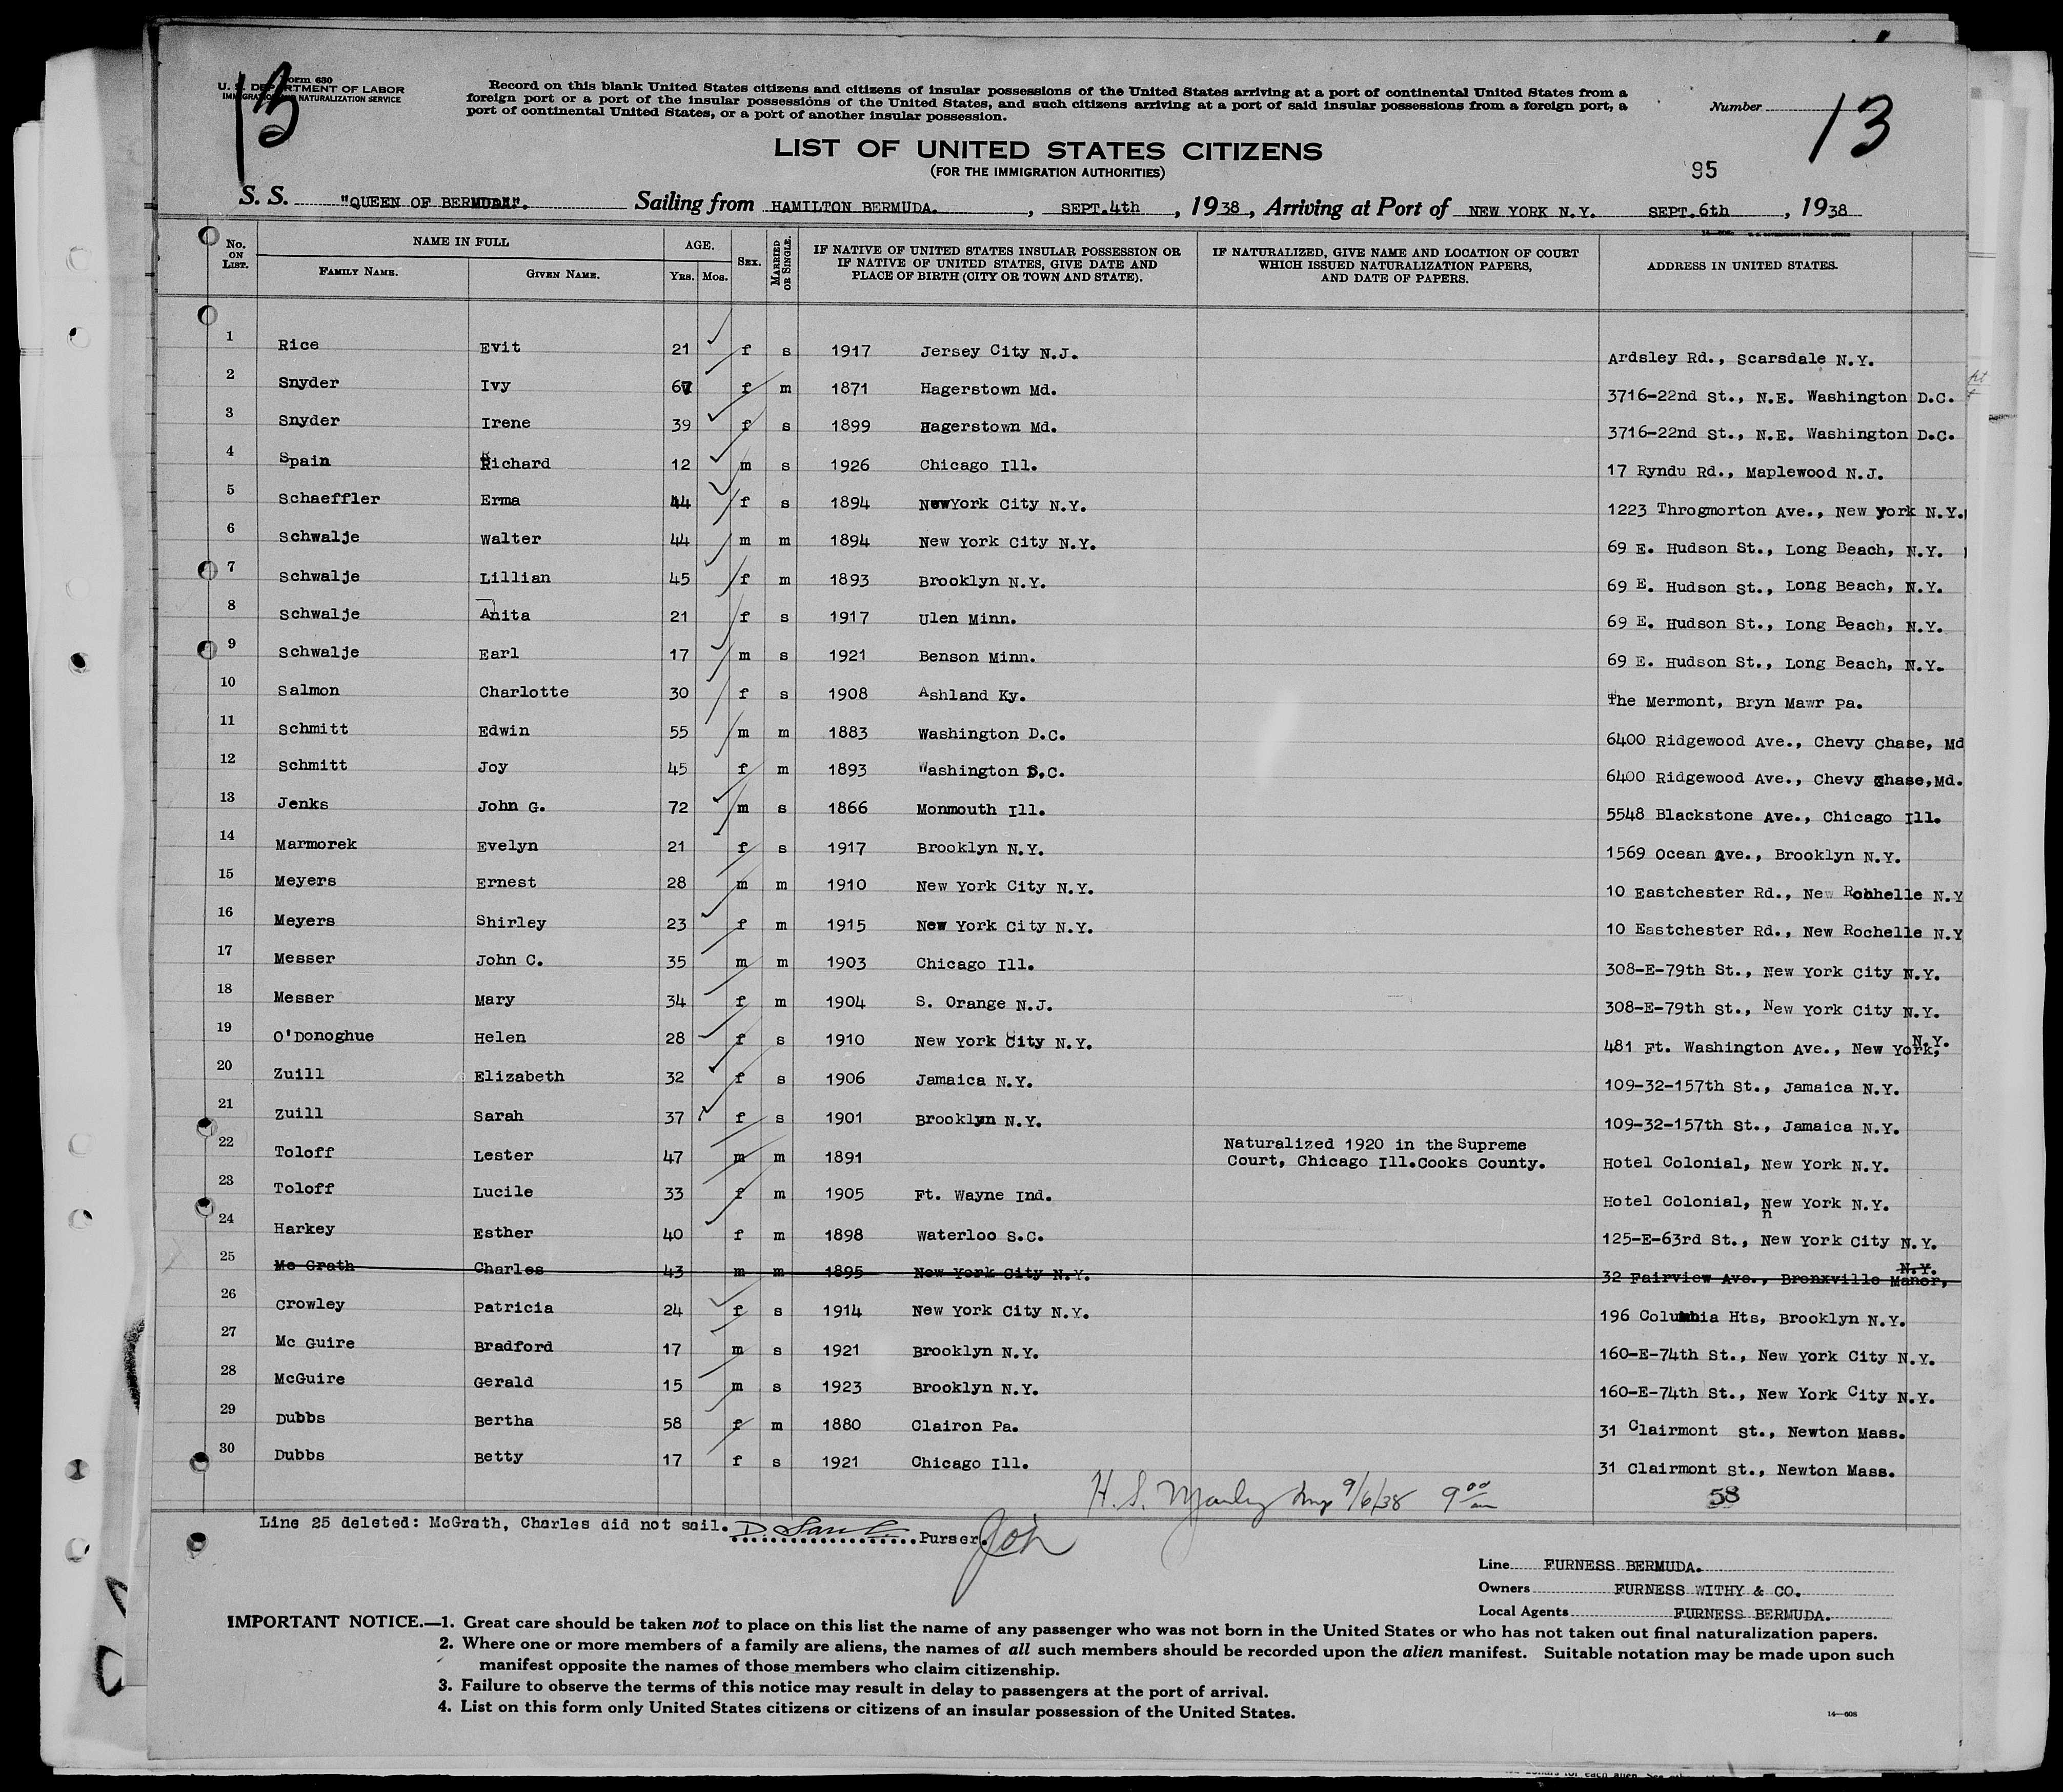 Form 630
U. S. DEPARTMENT OF LABOR
IMMIGRATION AND NATURALIZATION SERVICE
13
Record on this blank United States citizens and citizens of insular possessions of the United States arriving at a port of continental United States from a
foreign port or a port of the insular possessions of the United States, and such citizens arriving at a port of said insular possessions from a foreign port, a
port of continental United States, or a port of another insular possession.
Number 13
LIST OF UNITED STATES CITIZENS
(FOR THE IMMIGRATION AUTHORITIES)
95
S. S. "QUEEN OF BERMUDA". Sailing from HAMILTON BERMUDA. , SEPT.4th , 1938, Arriving at Port of NEW YORK N.Y. SEPT.6th , 1938
No. ON LIST. NAME IN FULL FAMILY NAME. GIVEN NAME. AGE. YRS. MOS. SEX. MARRIED OR SINGLE. IF NATIVE OF UNITED STATES INSULAR POSSESSION OR IF NATIVE OF UNITED STATES, GIVE DATE AND PLACE OF BIRTH (CITY OR TOWN AND STATE). IF NATURALIZED, GIVE NAME AND LOCATION OF COURT WHICH ISSUED NATURALIZATION PAPERS, AND DATE OF PAPERS. ADDRESS IN UNITED STATES.
1 Rice Evit 21 f s 1917 Jersey City N.J. Ardsley Rd., Scarsdale N.Y.
2 Snyder Ivy 67 f m 1871 Hagerstown Md. 3716-22nd St., N.E. Washington D.C.
3 Snyder Irene 39 f s 1899 Hagerstown Md. 3716-22nd St., N.E. Washington D.C.
4 Spain Richard 12 m s 1926 Chicago Ill. 17 Ryndu Rd., Maplewood N.J.
5 Schaeffler Erma 44 f s 1894 NewYork City N.Y. 1223 Throgmorton Ave., New York N.Y.
6 Schwalje Walter 44 m m 1894 New York City N.Y. 69 E. Hudson St., Long Beach, N.Y.
7 Schwalje Lillian 45 f m 1893 Brooklyn N.Y. 69 E. Hudson St., Long Beach, N.Y.
8 Schwalje Anita 21 f s 1917 Ulen Minn. 69 E. Hudson St., Long Beach, N.Y.
9 Schwalje Earl 17 m s 1921 Benson Minn. 69 E. Hudson St., Long Beach, N.Y.
10 Salmon Charlotte 30 f s 1908 Ashland Ky. The Mermont, Bryn Mawr Pa.
11 Schmitt Edwin 55 m m 1883 Washington D.C. 6400 Ridgewood Ave., Chevy Chase, Md
12 Schmitt Joy 45 f m 1893 Washington D.C. 6400 Ridgewood Ave., Chevy Chase, Md.
13 Jenks John G. 72 m s 1866 Monmouth Ill. 5548 Blackstone Ave., Chicago Ill.
14 Marmorek Evelyn 21 f s 1917 Brooklyn N.Y. 1569 Ocean Ave., Brooklyn N.Y.
15 Meyers Ernest 28 m m 1910 New York City N.Y. 10 Eastchester Rd., New Rochelle N.Y
16 Meyers Shirley 23 f m 1915 New York City N.Y. 10 Eastchester Rd., New Rochelle N.Y
17 Messer John C. 35 m m 1903 Chicago Ill. 308-E-79th St., New York City N.Y.
18 Messer Mary 34 f m 1904 S. Orange N.J. 308-E-79th St., New York City N.Y.
19 O'Donoghue Helen 28 f s 1910 New York City N.Y. 481 Ft. Washington Ave., New York, N.Y.
20 Zuill Elizabeth 32 f s 1906 Jamaica N.Y. 109-32-157th St., Jamaica N.Y.
21 Zuill Sarah 37 f s 1901 Brooklyn N.Y. 109-32-157th St., Jamaica N.Y.
22 Toloff Lester 47 m m 1891 Naturalized 1920 in the Supreme Court, Chicago Ill.Cooks County. Hotel Colonial, New York N.Y.
23 Toloff Lucile 33 f m 1905 Ft. Wayne Ind. Hotel Colonial, New York N.Y.
24 Harkey Esther 40 f m 1898 Waterloo S.C. 125-E-63rd St., New York City N.Y.
25 Mc Grath Charles 43 m m 1895 New York City N.Y. 32 Fairview Ave., Bronxville Manor, N.Y.
26 Crowley Patricia 24 f s 1914 New York City N.Y. 196 Columbia Hts, Brooklyn N.Y.
27 Mc Guire Bradford 17 m s 1921 Brooklyn N.Y. 160-E-74th St., New York City N.Y.
28 McGuire Gerald 15 m s 1923 Brooklyn N.Y. 160-E-74th St., New York City N.Y.
29 Dubbs Bertha 58 f m 1880 Clairon Pa. 31 Clairmont St., Newton Mass.
30 Dubbs Betty 17 f s 1921 Chicago Ill. 31 Clairmont St., Newton Mass.
H. S. 9/6/38 9 00 am
58
Line 25 deleted: McGrath, Charles did not sail. Purser.
Line FURNESS BERMUDA.
Owners FURNESS WITHY & CO.
Local Agents FURNESS BERMUDA.
IMPORTANT NOTICE.—1. Great care should be taken not to place on this list the name of any passenger who was not born in the United States or who has not taken out final naturalization papers.
2. Where one or more members of a family are aliens, the names of all such members should be recorded upon the alien manifest. Suitable notation may be made upon such
manifest opposite the names of those members who claim citizenship.
3. Failure to observe the terms of this notice may result in delay to passengers at the port of arrival.
4. List on this form only United States citizens or citizens of an insular possession of the United States.
14—608